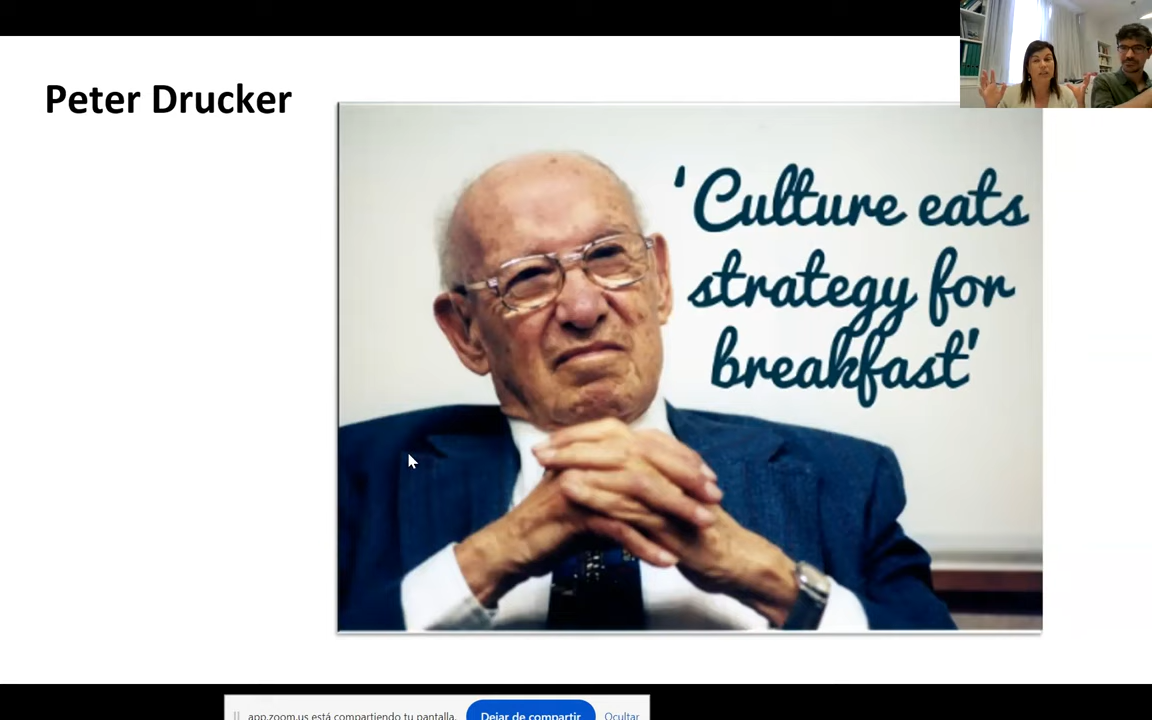 Peter Drucker
‘Culture eats
strategy for
breakfast’
app.zoom.us está compartiendo tu pantalla.
Dejar de compartir
Ocultar